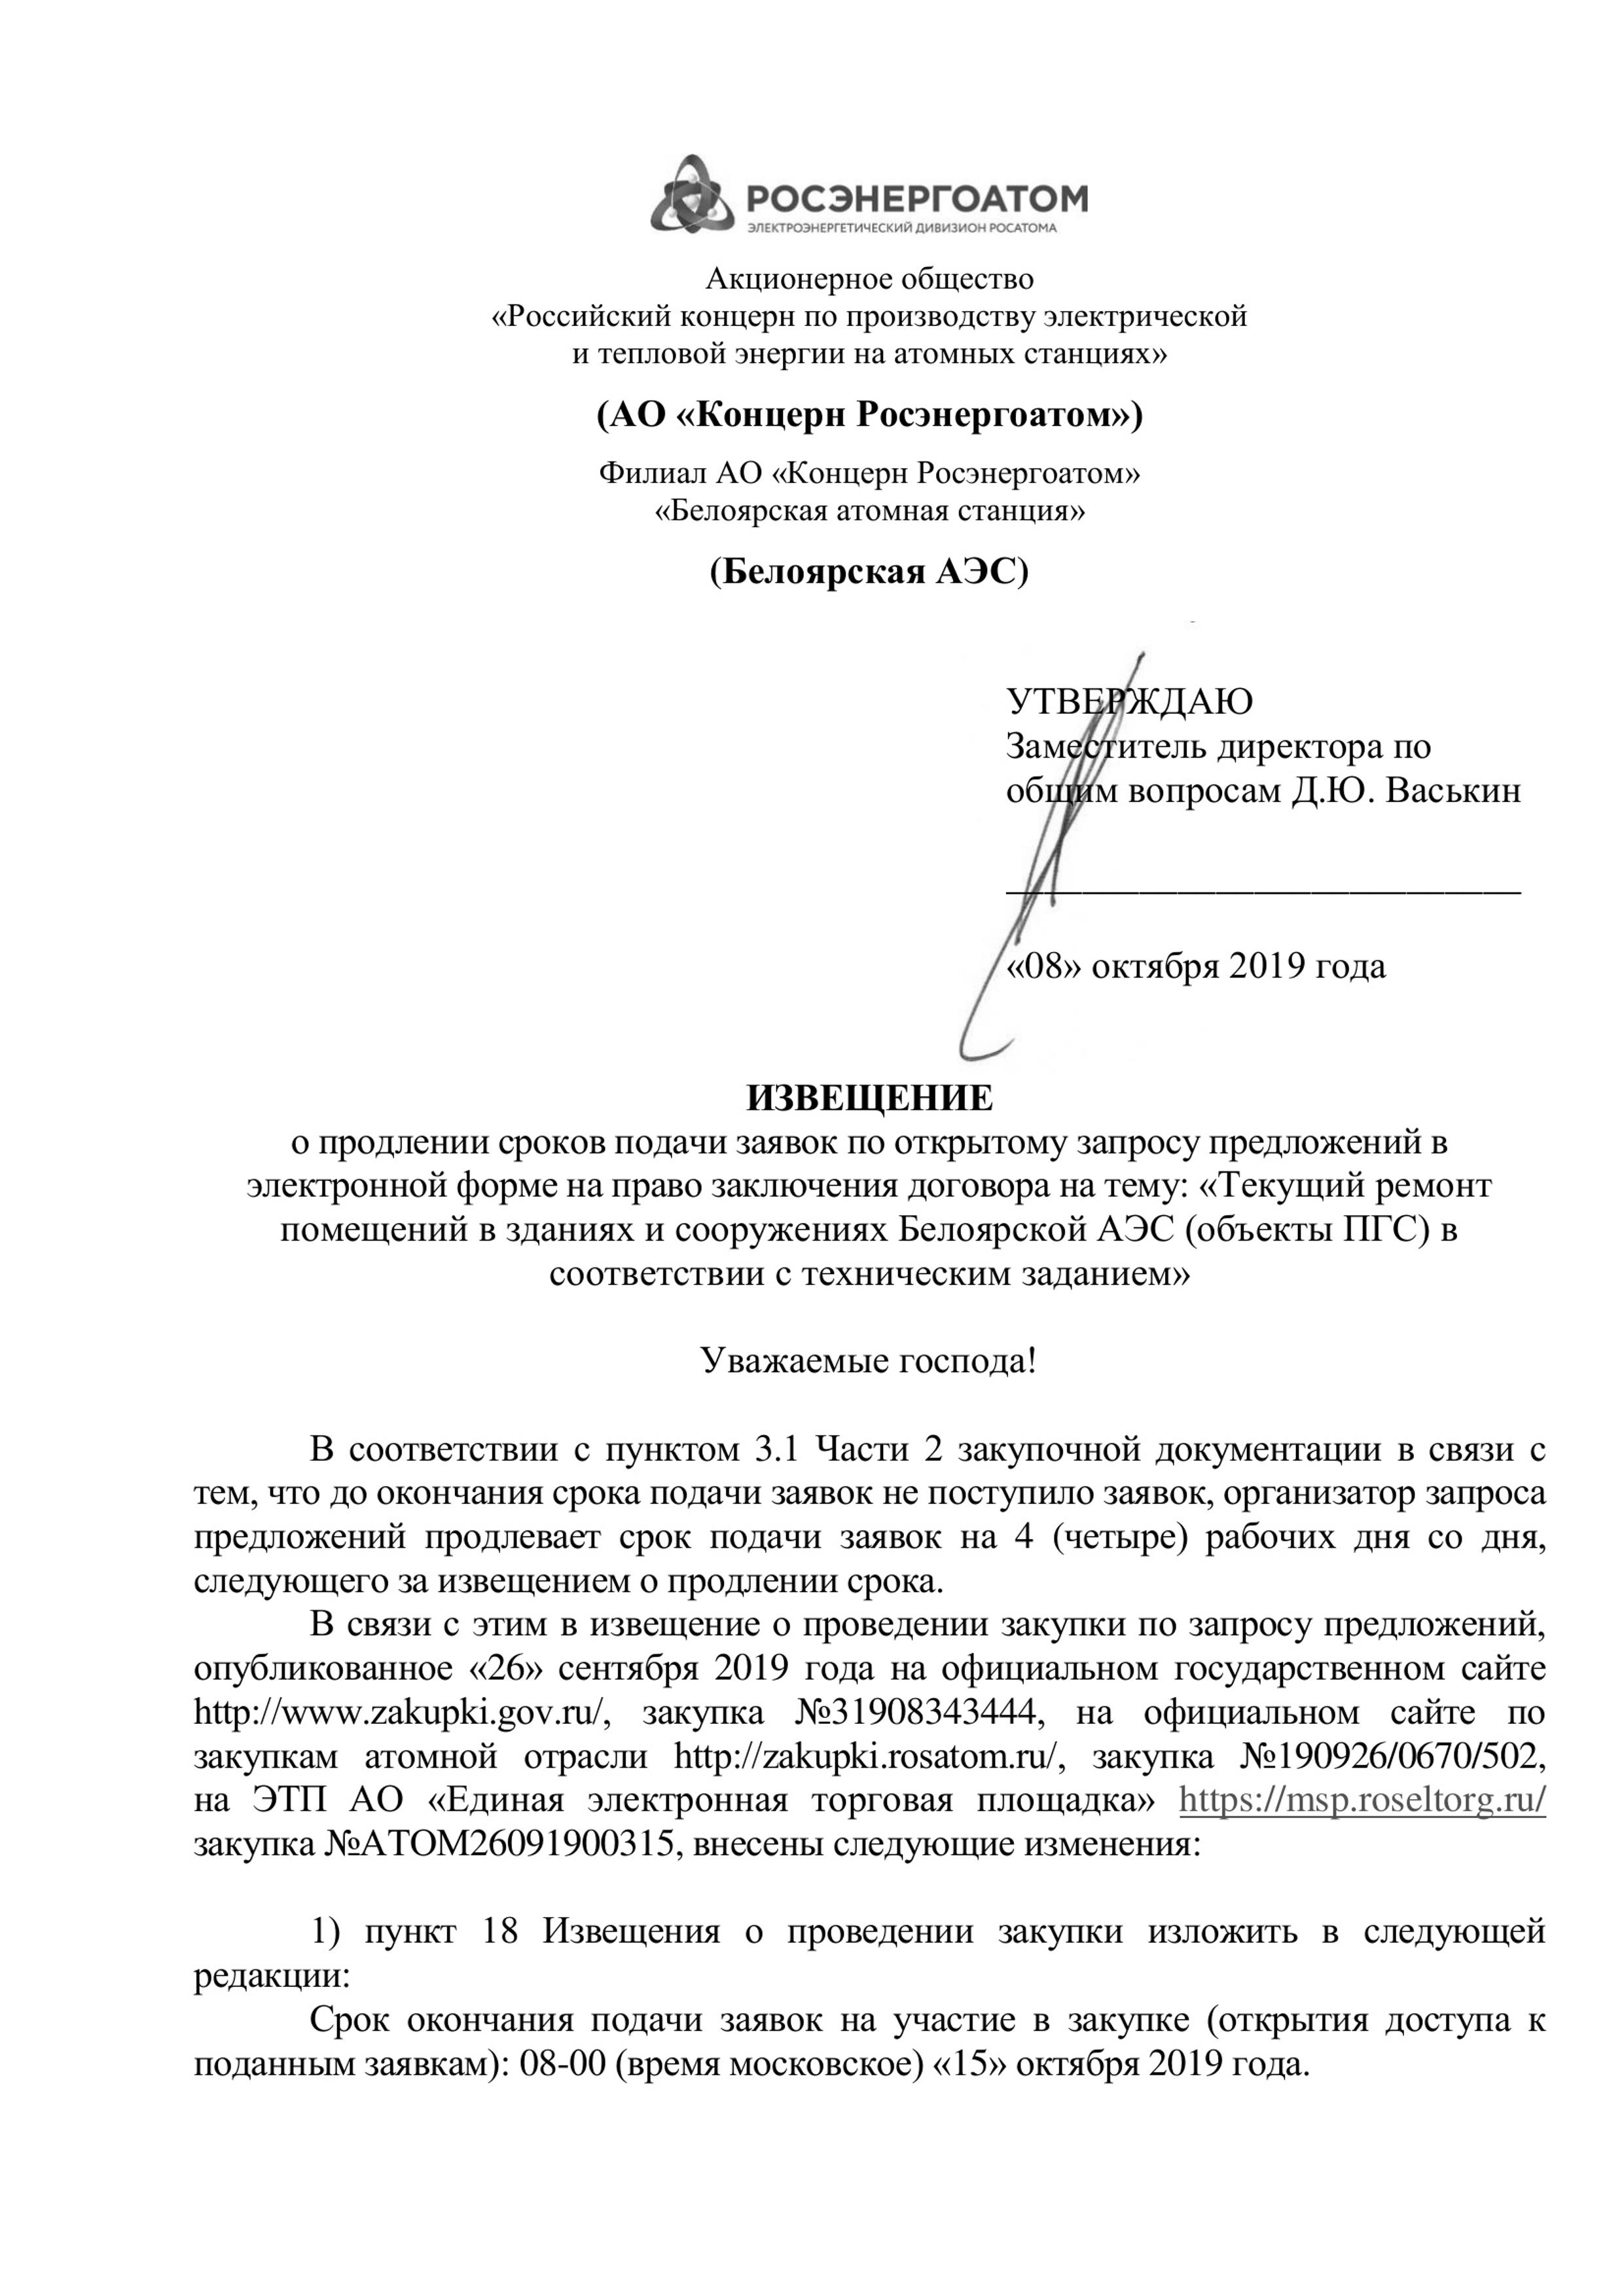 РОСЭНЕРГОАТОМ
ЭЛЕКТРОЭНЕРГЕТИЧЕСКИЙ ДИВИЗИОН РОСАТОМА
Акционерное общество
«Российский концерн по производству электрической
и тепловой энергии на атомных станциях»
(АО «Концерн Росэнергоатом»)
Филиал АО «Концерн Росэнергоатом»
«Белоярская атомная станция»
(Белоярская АЭС)
УТВЕРЖДАЮ
Заместитель директора по
общим вопросам Д.Ю. Васькин
«08» октября 2019 года
ИЗВЕЩЕНИЕ
о продлении сроков подачи заявок по открытому запросу предложений в
электронной форме на право заключения договора на тему: «Текущий ремонт
помещений в зданиях и сооружениях Белоярской АЭС (объекты ПГС) в
соответствии с техническим заданием»
Уважаемые господа!
В соответствии с пунктом 3.1 Части 2 закупочной документации в связи с
тем, что до окончания срока подачи заявок не поступило заявок, организатор запроса
предложений продлевает срок подачи заявок на 4 (четыре) рабочих дня со дня,
следующего за извещением о продлении срока.
В связи с этим в извещение о проведении закупки по запросу предложений,
опубликованное «26» сентября 2019 года на официальном государственном сайте
http://www.zakupki.gov.ru/, закупка №31908343444, на официальном сайте по
закупкам атомной отрасли http://zakupki.rosatom.ru/, закупка №190926/0670/502,
на ЭТП АО «Единая электронная торговая площадка» https://msp.roseltorg.ru/
закупка №АТОМ26091900315, внесены следующие изменения:
1) пункт 18 Извещения о проведении закупки изложить в следующей
редакции:
Срок окончания подачи заявок на участие в закупке (открытия доступа к
поданным заявкам): 08-00 (время московское) «15» октября 2019 года.